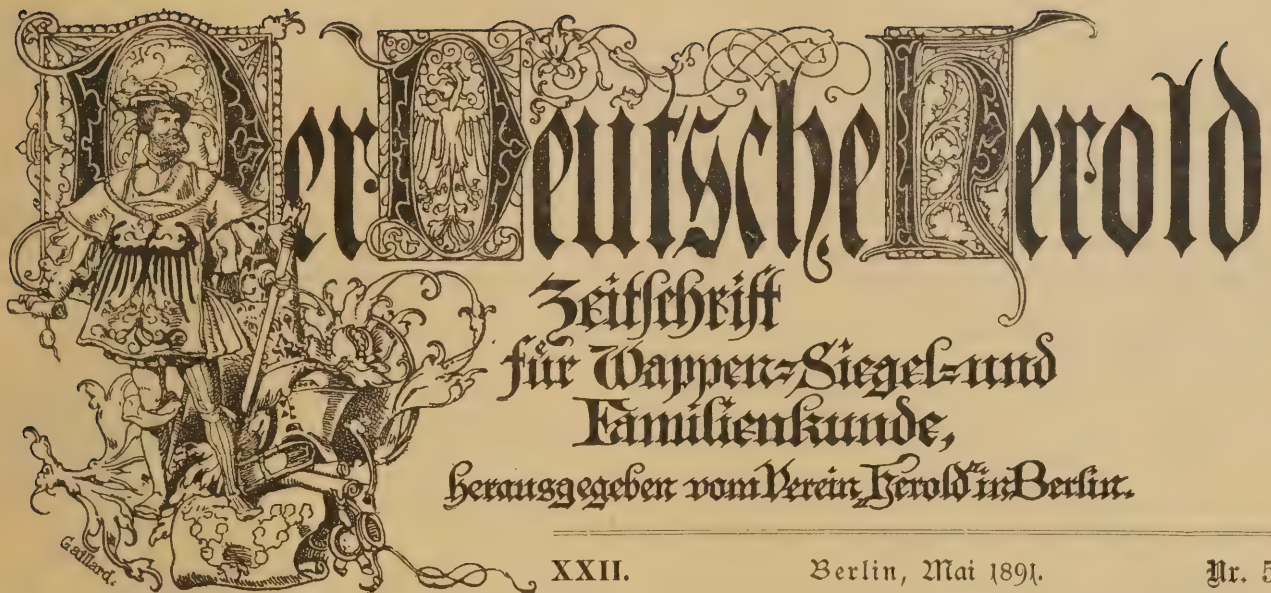 Der Deutsche Herold
Zeitschrift
für Wappen-Siegel- und
Familienkunde,
herausgegeben vom Verein „Herold“ in Berlin.
Gaillard.
XXII. Berlin, Mai 1891. Nr. 5